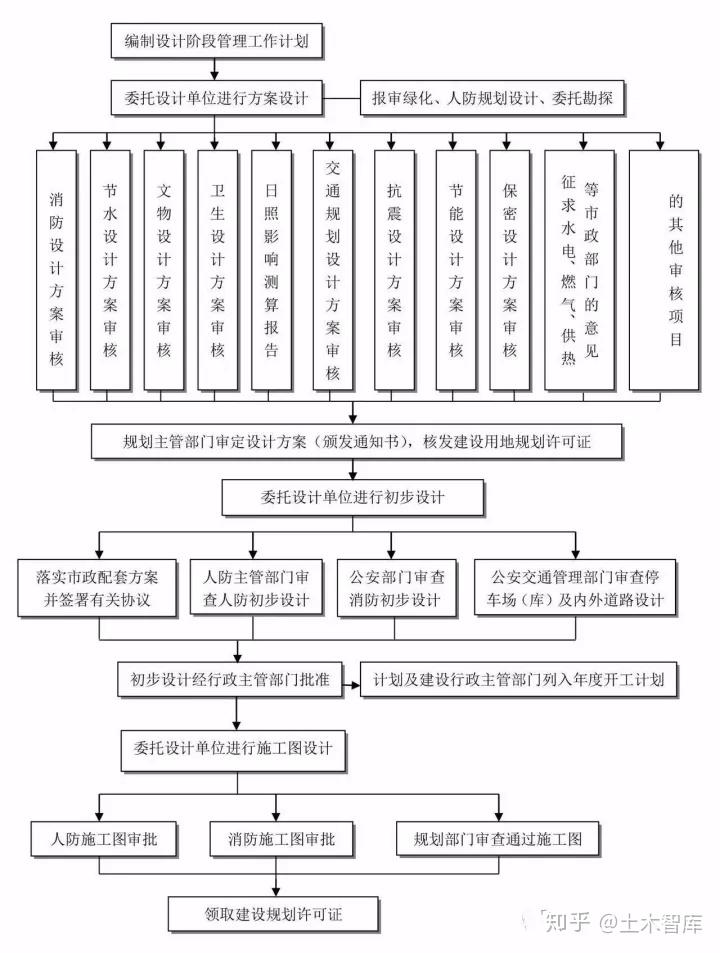 编制设计阶段管理工作计划
委托设计单位进行方案设计
报审绿化、人防规划设计、委托勘探
消防设计方案审核
节水设计方案审核
文物设计方案审核
卫生设计方案审核
日照影响测算报告
交通规划设计方案审核
抗震设计方案审核
节能设计方案审核
保密设计方案审核
征求水电、燃气、供热
等市政部门的意见
的其他审核项目
规划主管部门审定设计方案（颁发通知书），核发建设用地规划许可证
委托设计单位进行初步设计
落实市政配套方案
并签署有关协议
人防主管部门审
查人防初步设计
公安部门审查
消防初步设计
公安交通管理部门审查停
车场（库）及内外道路设计
初步设计经行政主管部门批准
计划及建设行政主管部门列入年度开工计划
委托设计单位进行施工图设计
人防施工图审批
消防施工图审批
规划部门审查通过施工图
领取建设规划许可证
知乎 @土木智库